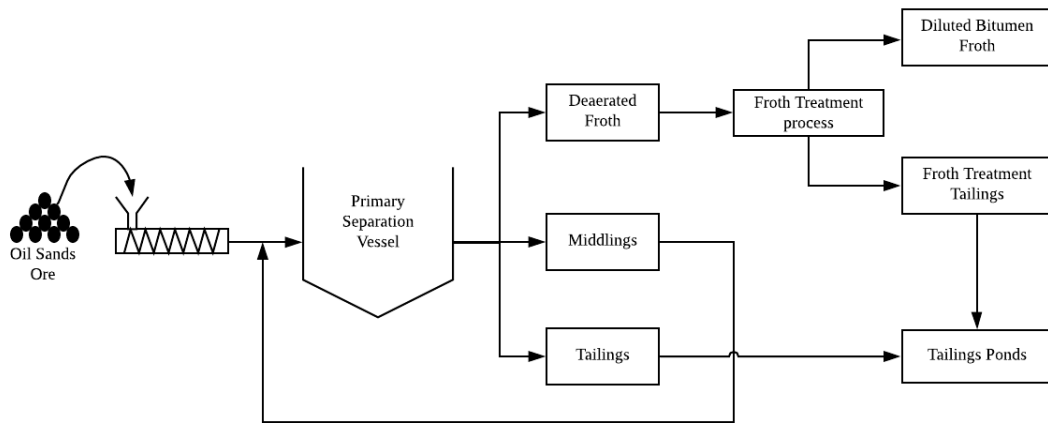 Oil Sands
Ore
Primary
Separation
Vessel
Deaerated
Froth
Middlings
Tailings
Froth Treatment
process
Diluted Bitumen
Froth
Froth Treatment
Tailings
Tailings Ponds